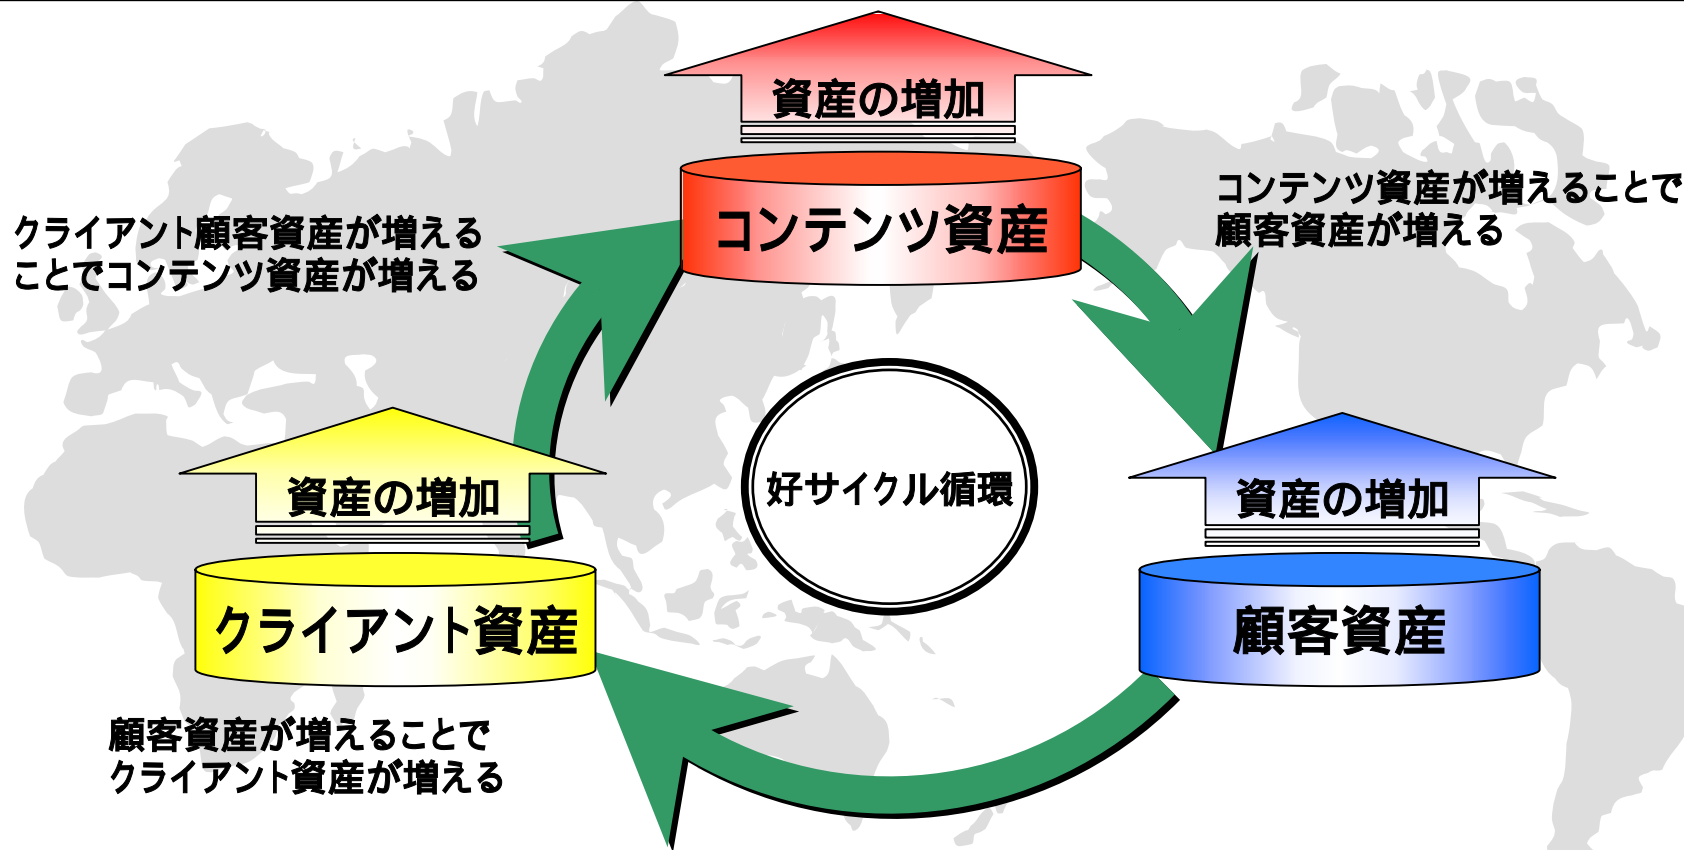 資産の増加
コンテンツ資産
コンテンツ資産が増えることで
顧客資産が増える
クライアント顧客資産が増える
ことでコンテンツ資産が増える
好サイクル循環
資産の増加
クライアント資産
資産の増加
顧客資産
顧客資産が増えることで
クライアント資産が増える